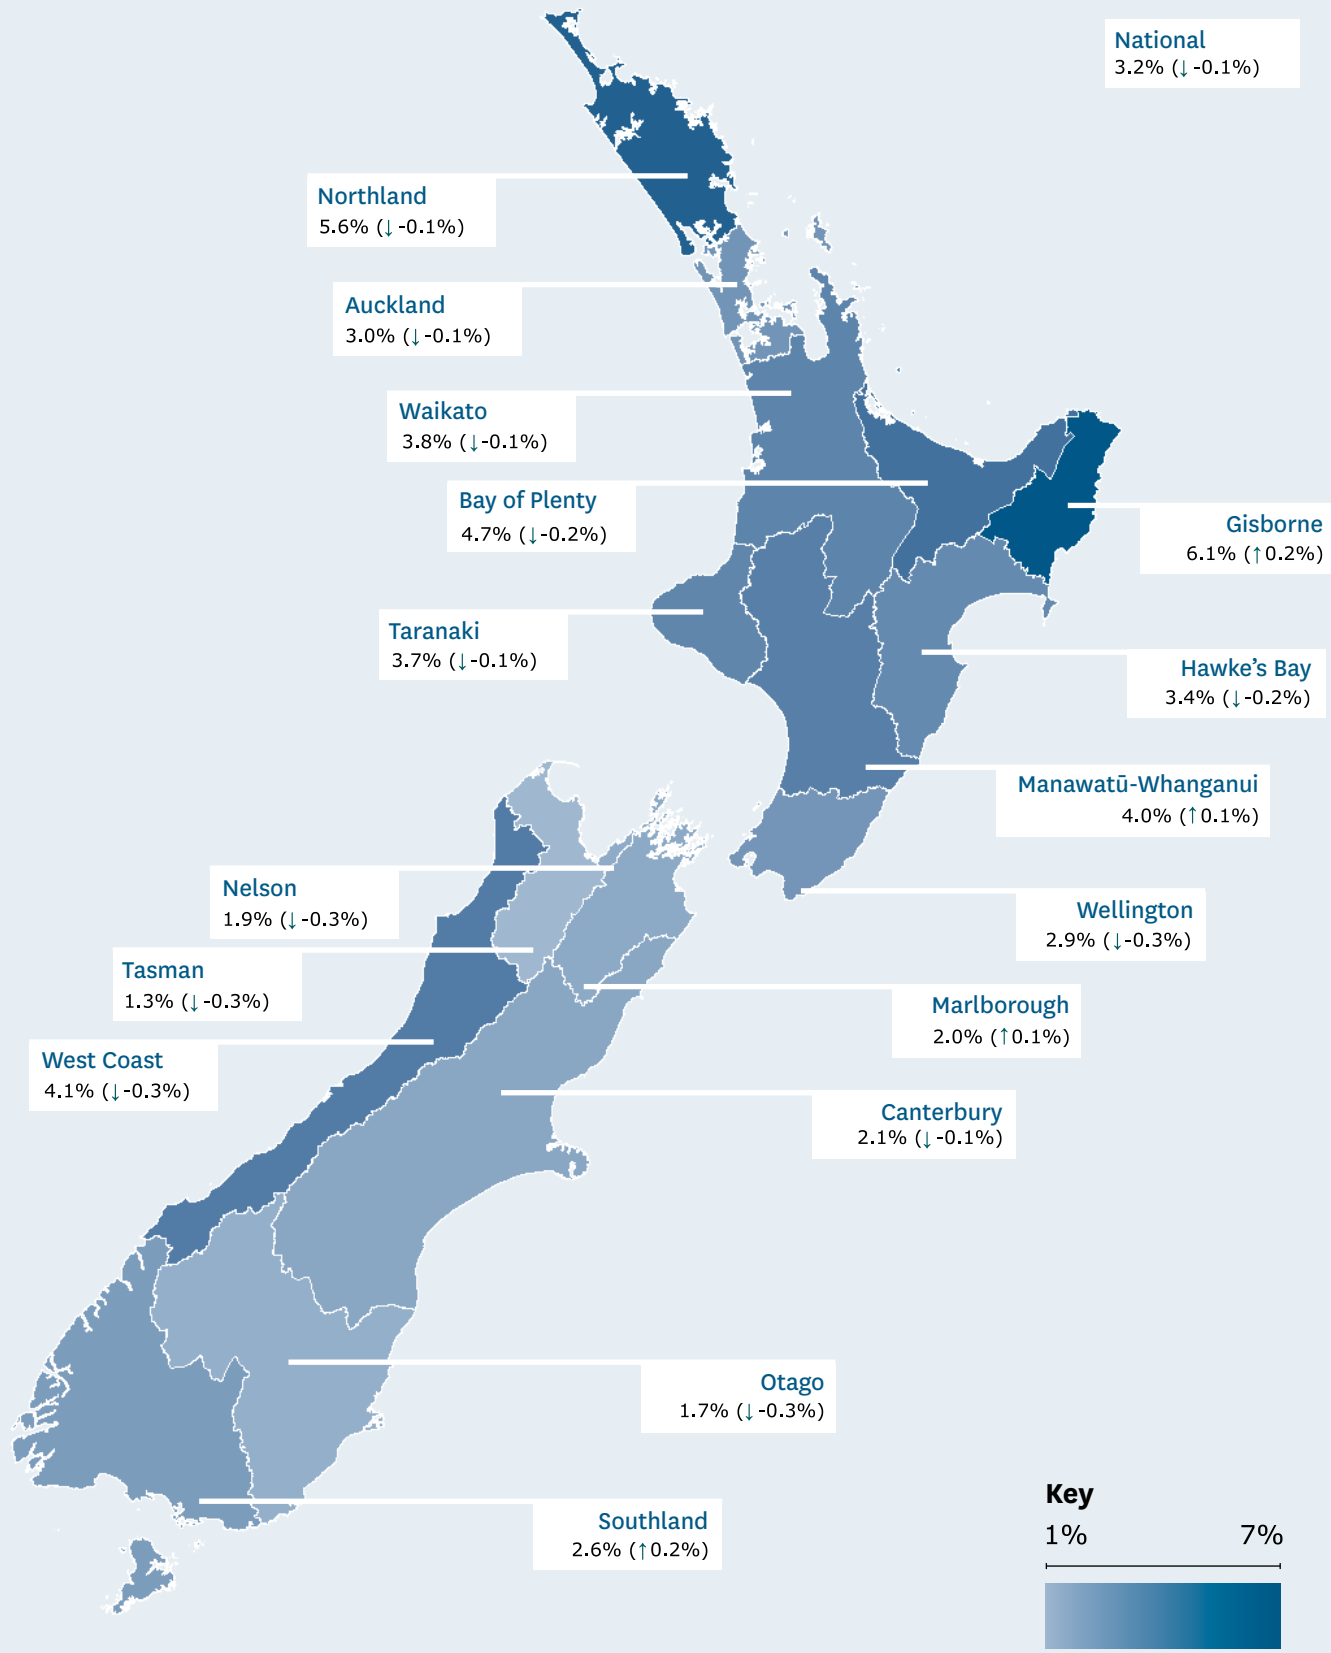 National
3.2% (↓ -0.1%)
Northland
5.6% (↓ -0.1%)
Auckland
3.0% (↓ -0.1%)
Waikato
3.8% (↓ -0.1%)
Bay of Plenty
4.7% (↓ -0.2%)
Gisborne
6.1% (↑ 0.2%)
Taranaki
3.7% (↓ -0.1%)
Hawke’s Bay
3.4% (↓ -0.2%)
Manawatū-Whanganui
4.0% (↑ 0.1%)
Nelson
1.9% (↓ -0.3%)
Wellington
2.9% (↓ -0.3%)
Tasman
1.3% (↓ -0.3%)
Marlborough
2.0% (↑ 0.1%)
West Coast
4.1% (↓ -0.3%)
Canterbury
2.1% (↓ -0.1%)
Otago
1.7% (↓ -0.3%)
Southland
2.6% (↑ 0.2%)
Key
1% 7%